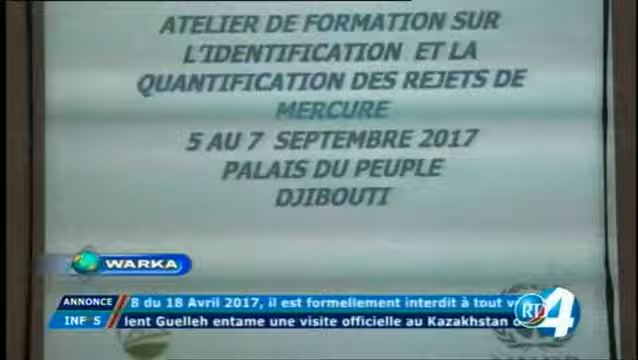 ATELIER DE FORMATION SUR
L'IDENTIFICATION ET LA
QUANTIFICATION DES REJETS DE
MERCURE
5 AU 7 SEPTEMBRE 2017
PALAIS DU PEUPLE
DJIBOUTI
WARKA
ANNONCE 8 du 18 Avril 2017, il est formellement interdit à tout
INFOS Guelleh entame une visite officielle au Kazakhstan
RTD 4